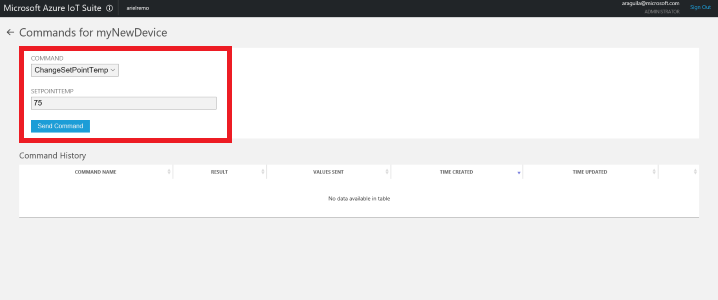 Microsoft Azure IoT Suite
arialremo
araguila@microsoft.com
ADMINISTRATOR
Sign Out
Commands for myNewDevice
COMMAND
ChangeSetPointTemp
SETPOINTTEMP
75
Send Command
Command History
COMMAND NAME RESULT VALUES SENT TIME CREATED TIME UPDATED
No data available in table